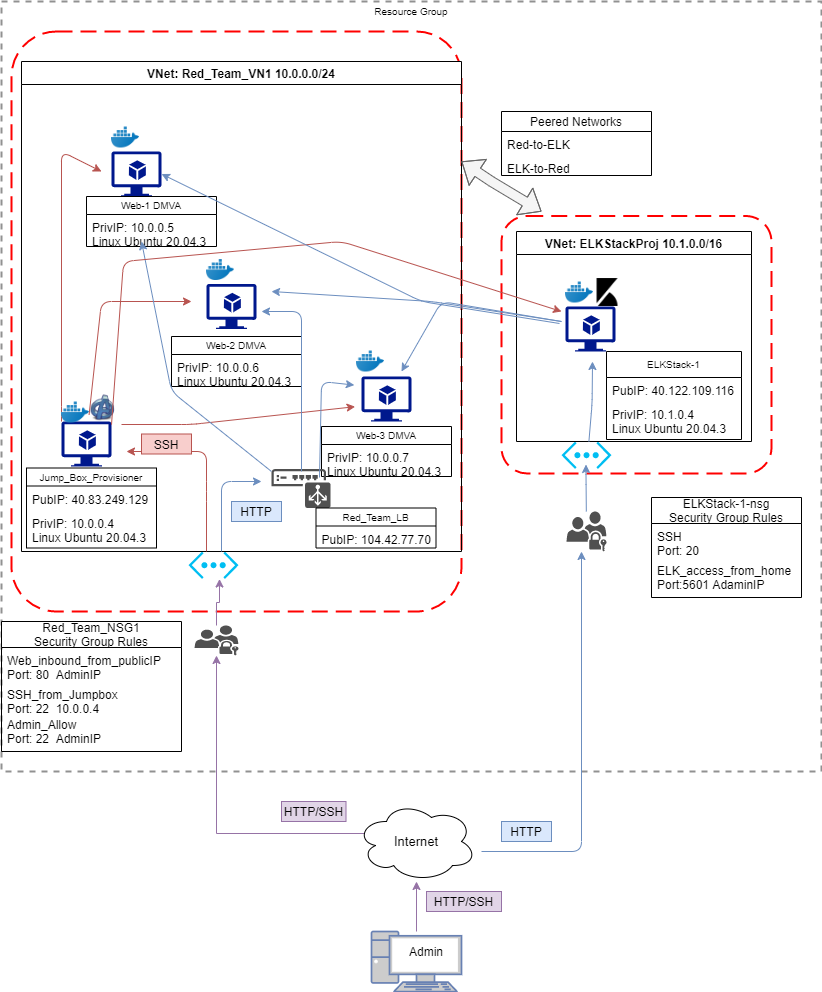 Resource Group
VNet: Red_Team_VN1 10.0.0.0/24
Peered Networks
Red-to-ELK
ELK-to-Red
Web-1 DMVA
PrivIP: 10.0.0.5
Linux Ubuntu 20.04.3
VNet: ELKStackProj 10.1.0.0/16
Web-2 DMVA
PrivIP: 10.0.0.6
Linux Ubuntu 20.04.3
ELKStack-1
PubIP: 40.122.109.116
PrivIP: 10.1.0.4
Linux Ubuntu 20.04.3
Web-3 DMVA
PrivIP: 10.0.0.7
Linux Ubuntu 20.04.3
SSH
Jump_Box_Provisioner
PubIP: 40.83.249.129
PrivIP: 10.0.0.4
Linux Ubuntu 20.04.3
HTTP
Red_Team_LB
PubIP: 104.42.77.70
ELKStack-1-nsg
Security Group Rules
SSH
Port: 20
ELK_access_from_home
Port:5601 AdaminIP
Red_Team_NSG1
Security Group Rules
Web_inbound_from_publicIP
Port: 80 AdminIP
SSH_from_Jumpbox
Port: 22 10.0.0.4
Admin_Allow
Port: 22 AdminIP
HTTP/SSH
Internet
HTTP
HTTP/SSH
Admin